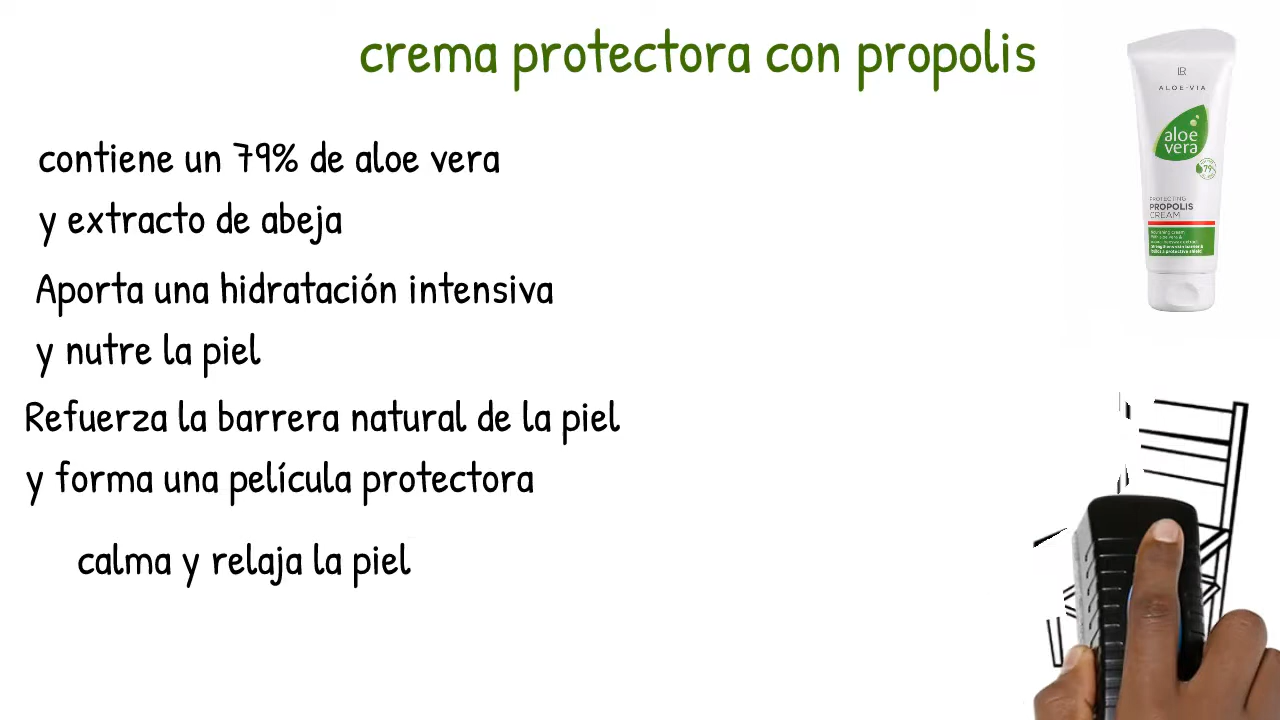 crema protectora con propolis
contiene un 79% de aloe vera
y extracto de abeja
Aporta una hidratación intensiva
y nutre la piel
Refuerza la barrera natural de la piel
y forma una película protectora
calma y relaja la piel
LR
ALOE-VIA
aloe
vera
79%
PROTECTING
PROPOLIS
CREAM